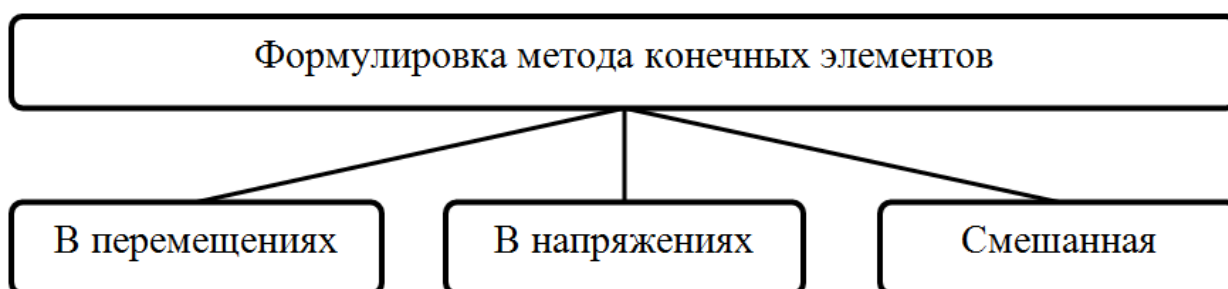 Формулировка метода конечных элементов
В перемещениях
В напряжениях
Смешанная